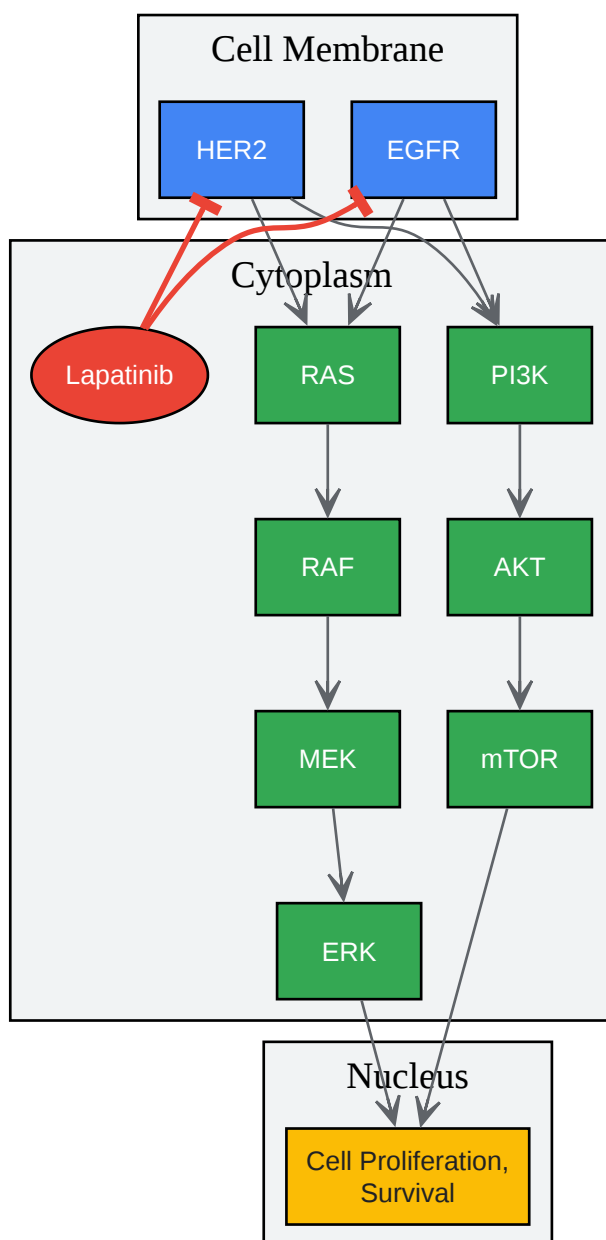 Cell Membrane
HER2
EGFR
Cytoplasm
Lapatinib
RAS
PI3K
RAF
AKT
MEK
mTOR
ERK
Nucleus
Cell Proliferation,
Survival